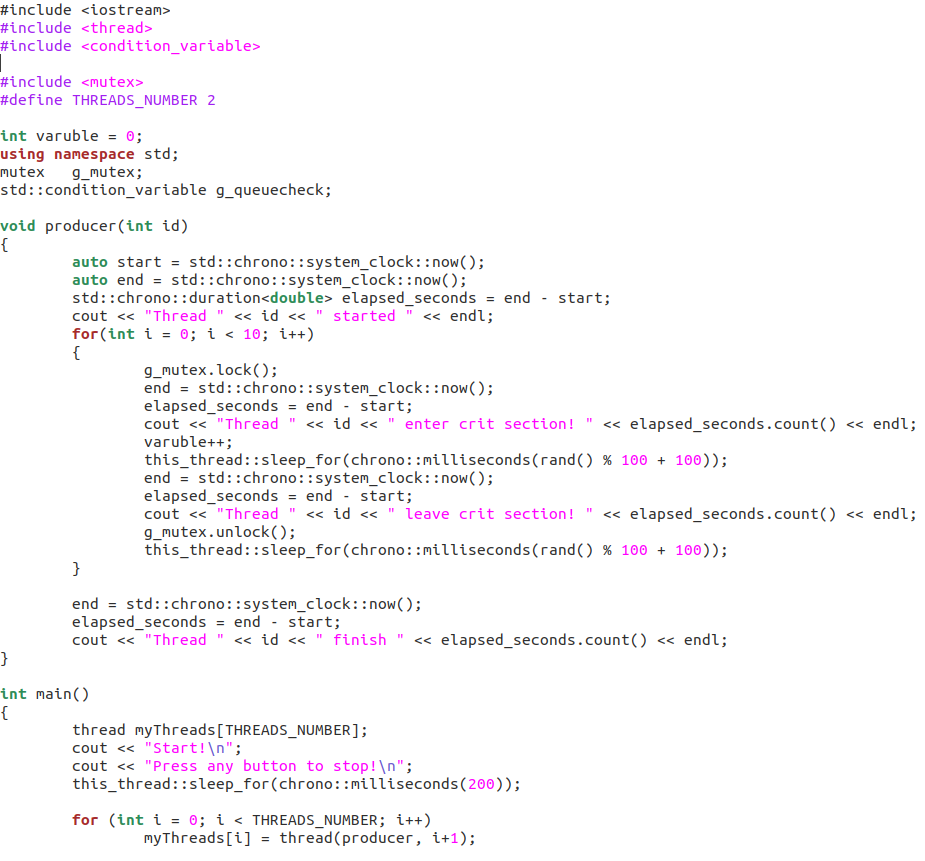 #include <iostream>
#include <thread>
#include <condition_variable>
#include <mutex>
#define THREADS_NUMBER 2
int varuble = 0;
using namespace std;
mutex   g_mutex;
std::condition_variable g_queuecheck;
void producer(int id)
{
        auto start = std::chrono::system_clock::now();
        auto end = std::chrono::system_clock::now();
        std::chrono::duration<double> elapsed_seconds = end - start;
        cout << "Thread " << id << " started " << endl;
        for(int i = 0; i < 10; i++)
        {
                g_mutex.lock();
                end = std::chrono::system_clock::now();
                elapsed_seconds = end - start;
                cout << "Thread " << id << " enter crit section! " << elapsed_seconds.count() << endl;
                varuble++;
                this_thread::sleep_for(chrono::milliseconds(rand() % 100 + 100));
                end = std::chrono::system_clock::now();
                elapsed_seconds = end - start;
                cout << "Thread " << id << " leave crit section! " << elapsed_seconds.count() << endl;
                g_mutex.unlock();
                this_thread::sleep_for(chrono::milliseconds(rand() % 100 + 100));
        }
        end = std::chrono::system_clock::now();
        elapsed_seconds = end - start;
        cout << "Thread " << id << " finish " << elapsed_seconds.count() << endl;
}
int main()
{
        thread myThreads[THREADS_NUMBER];
        cout << "Start!\n";
        cout << "Press any button to stop!\n";
        this_thread::sleep_for(chrono::milliseconds(200));
        for (int i = 0; i < THREADS_NUMBER; i++)
                myThreads[i] = thread(producer, i+1);